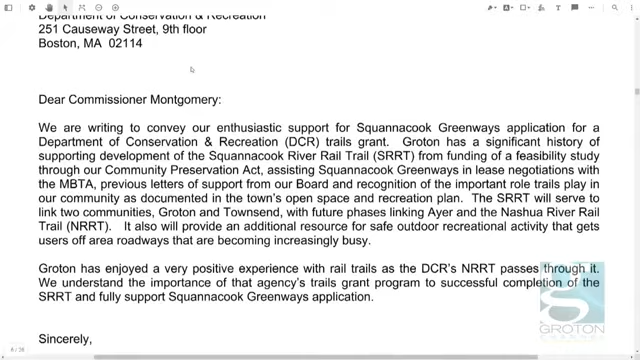 Department of Conservation & Recreation
251 Causeway Street, 9th floor
Boston, MA  02114
Dear Commissioner Montgomery:
We are writing to convey our enthusiastic support for Squannacook Greenways application for a
Department of Conservation & Recreation (DCR) trails grant.  Groton has a significant history of
supporting development of the Squannacook River Rail Trail (SRRT) from funding of a feasibility study
through our Community Preservation Act, assisting Squannacook Greenways in lease negotiations with
the MBTA, previous letters of support from our Board and recognition of the important role trails play in
our community as documented in the town's open space and recreation plan.  The SRRT will serve to
link two communities, Groton and Townsend, with future phases linking Ayer and the Nashua River Rail
Trail (NRRT).  It also will provide an additional resource for safe outdoor recreational activity that gets
users off area roadways that are becoming increasingly busy.
Groton has enjoyed a very positive experience with rail trails as the DCR's NRRT passes through it.
We understand the importance of that agency's trails grant program to successful completion of the
SRRT and fully support Squannacook Greenways application.
Sincerely,
GROTON
CHANNEL